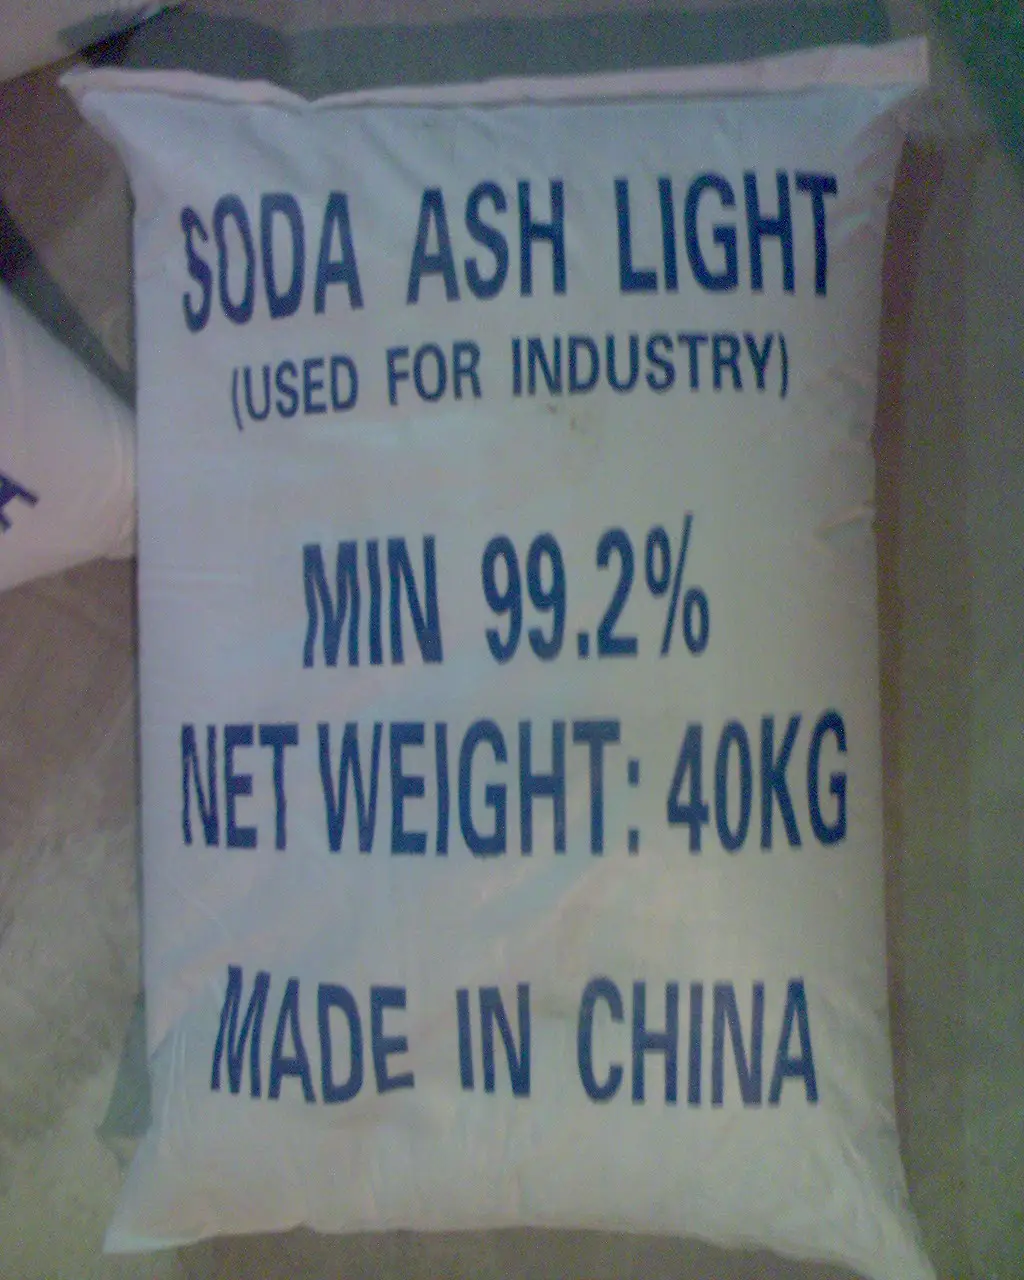 SODA ASH LIGHT
(USED FOR INDUSTRY)
MIN 99.2%
NET WEIGHT: 40KG
MADE IN CHINA